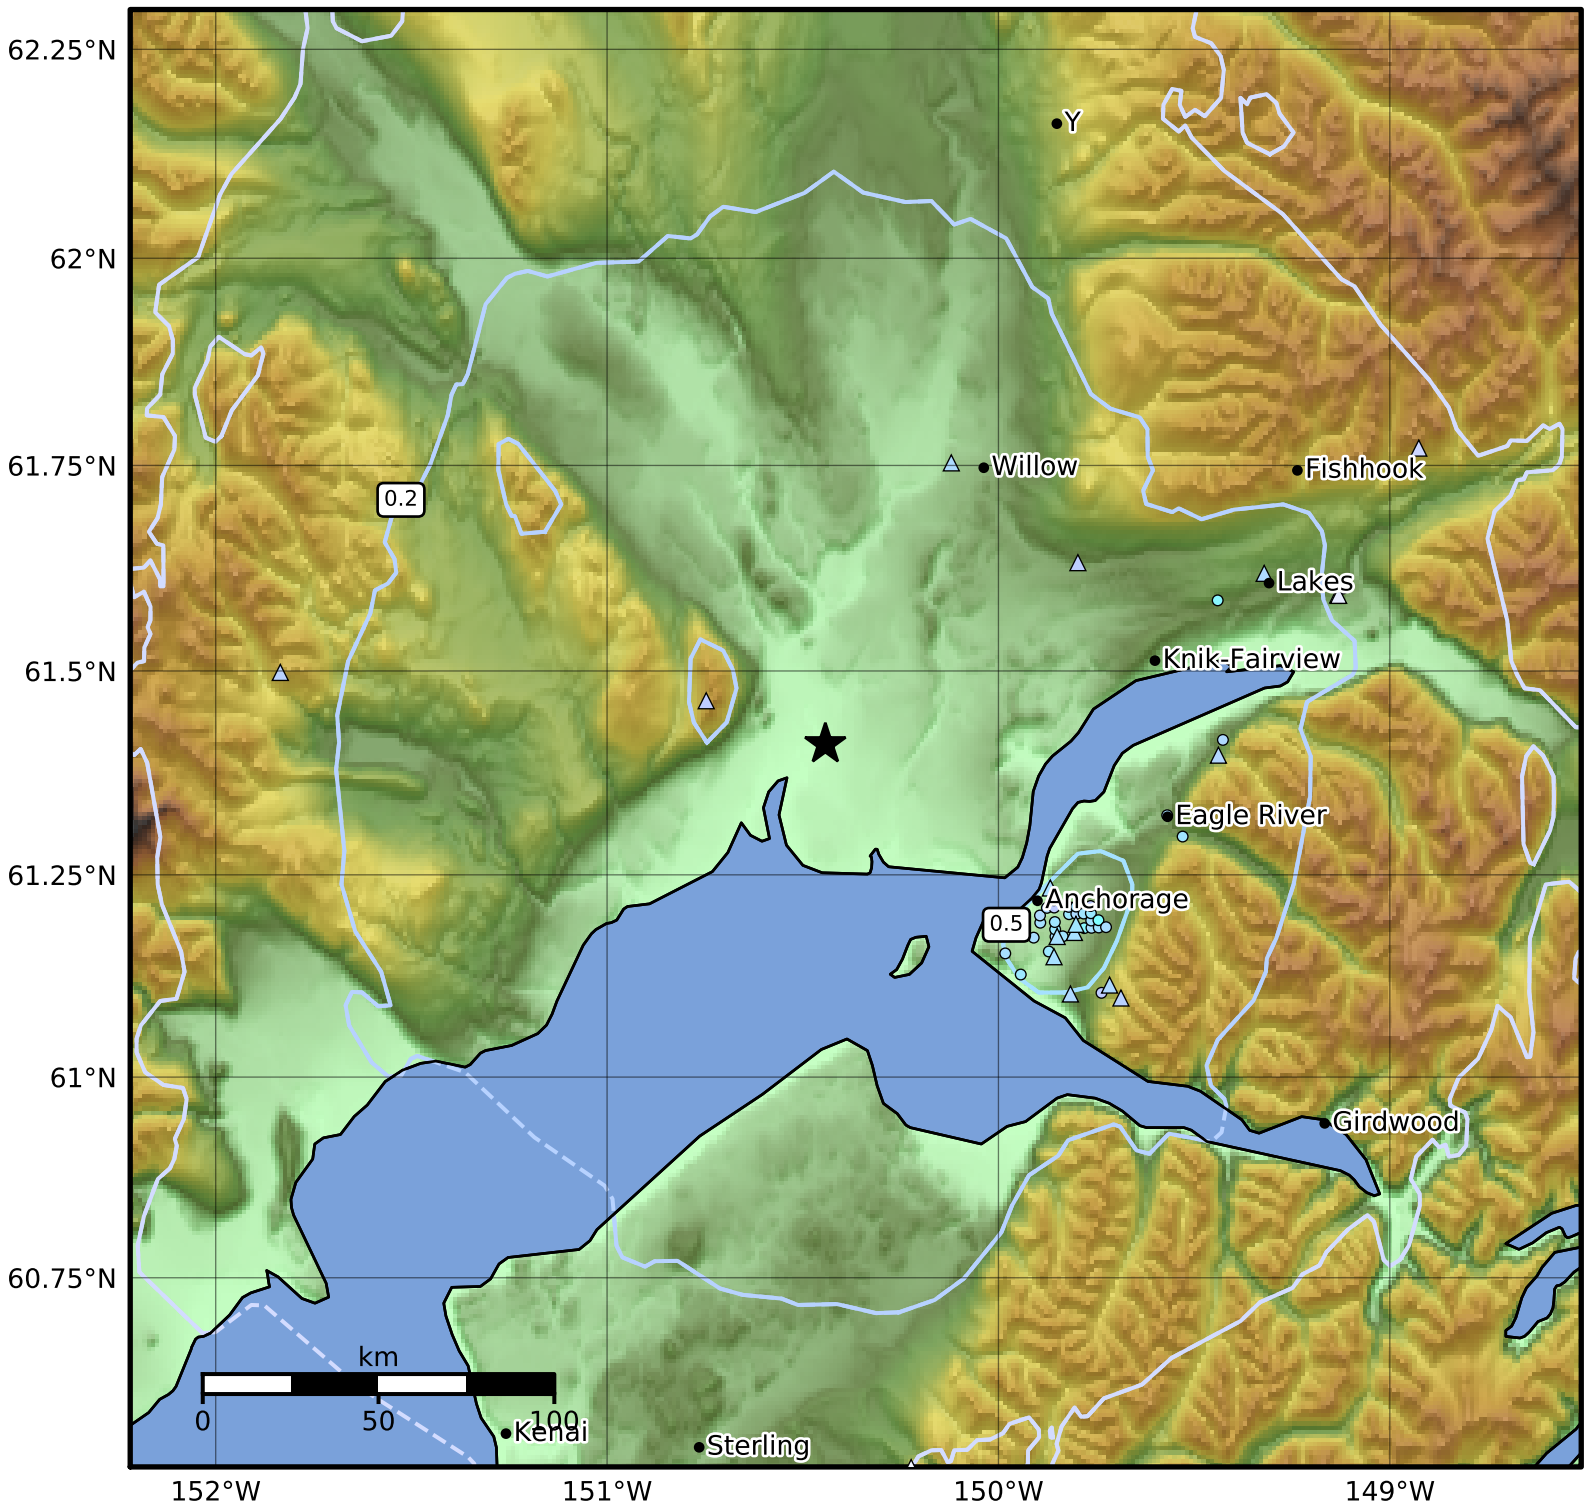 62.25°N
Y
62°N
61.75°N
Willow
Fishhook
0.2
Lakes
61.5°N
Knik-Fairview
Eagle River
61.25°N
Anchorage
0.5
61°N
Girdwood
60.75°N
km
0 50 100
Kenai
Sterling
152°W 151°W 150°W 149°W